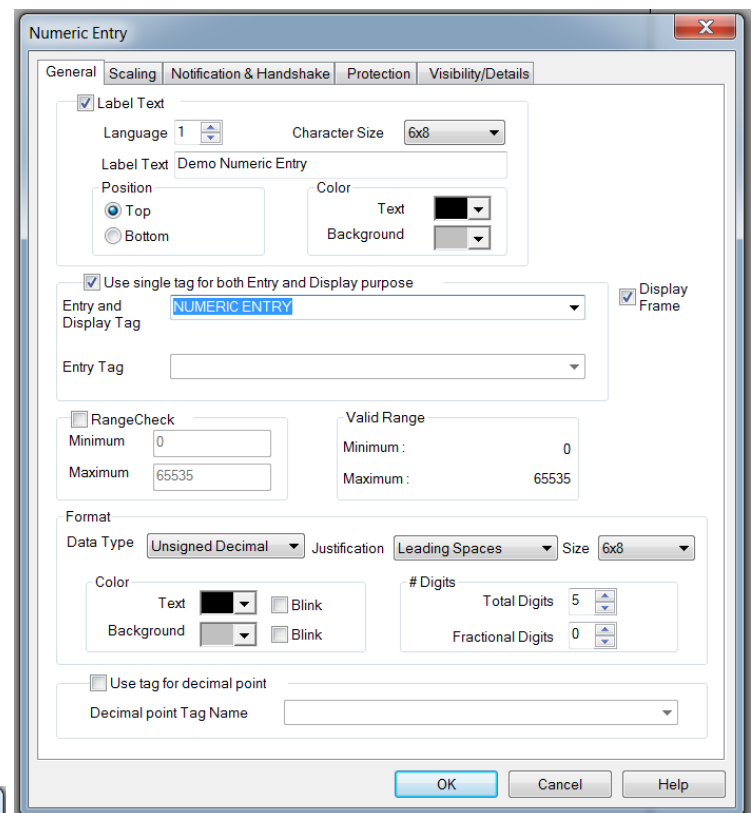 Numeric Entry
General Scaling Notification & Handshake Protection Visibility/Details
Label Text
Language 1 Character Size 6x8
Label Text Demo Numeric Entry
Position Color
Top Text
Bottom Background
Use single tag for both Entry and Display purpose
Entry and Display Tag NUMERIC ENTRY
Display Frame
Entry Tag
RangeCheck Valid Range
Minimum 0 Minimum : 0
Maximum 65535 Maximum : 65535
Format
Data Type Unsigned Decimal Justification Leading Spaces Size 6x8
Color # Digits
Text Blink Total Digits 5
Background Blink Fractional Digits 0
Use tag for decimal point
Decimal point Tag Name
OK Cancel Help